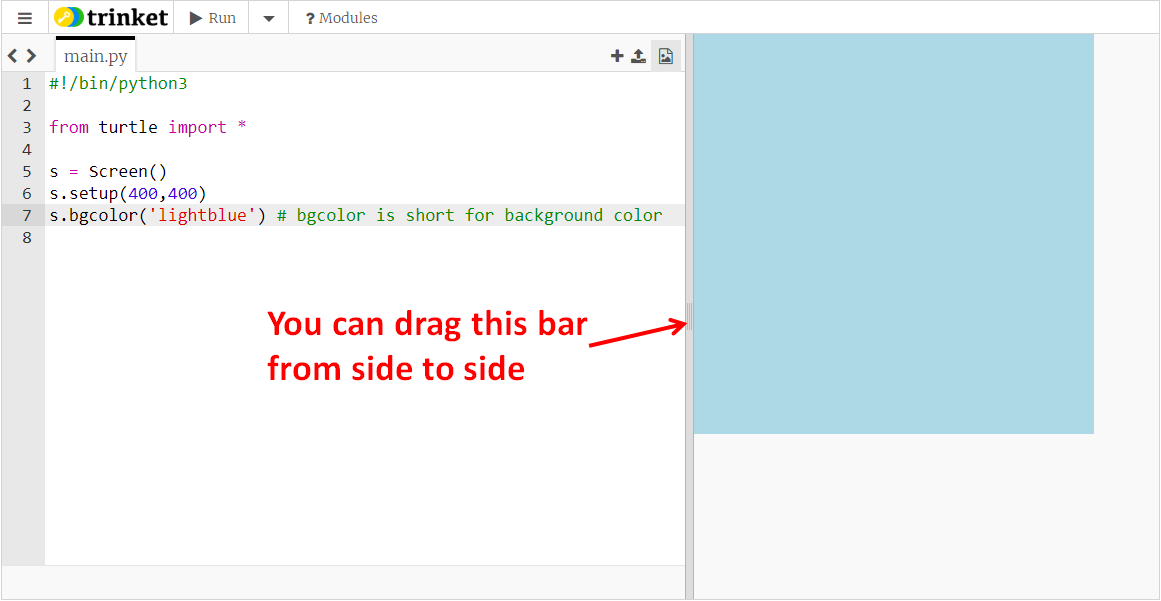 trinket Run ? Modules
main.py
1 #!/bin/python3
2
3 from turtle import *
4
5 s = Screen()
6 s.setup(400,400)
7 s.bgcolor('lightblue') # bgcolor is short for background color
8
You can drag this bar
from side to side